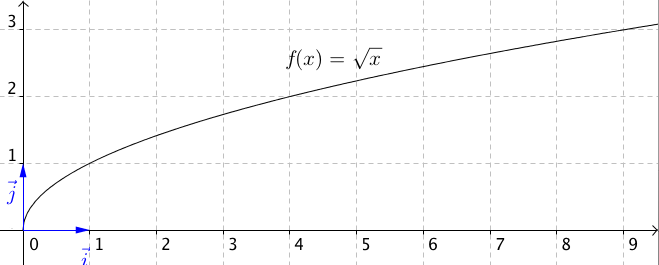 3
f(x) = √x
2
1
j⃗
0 1 2 3 4 5 6 7 8 9
i⃗